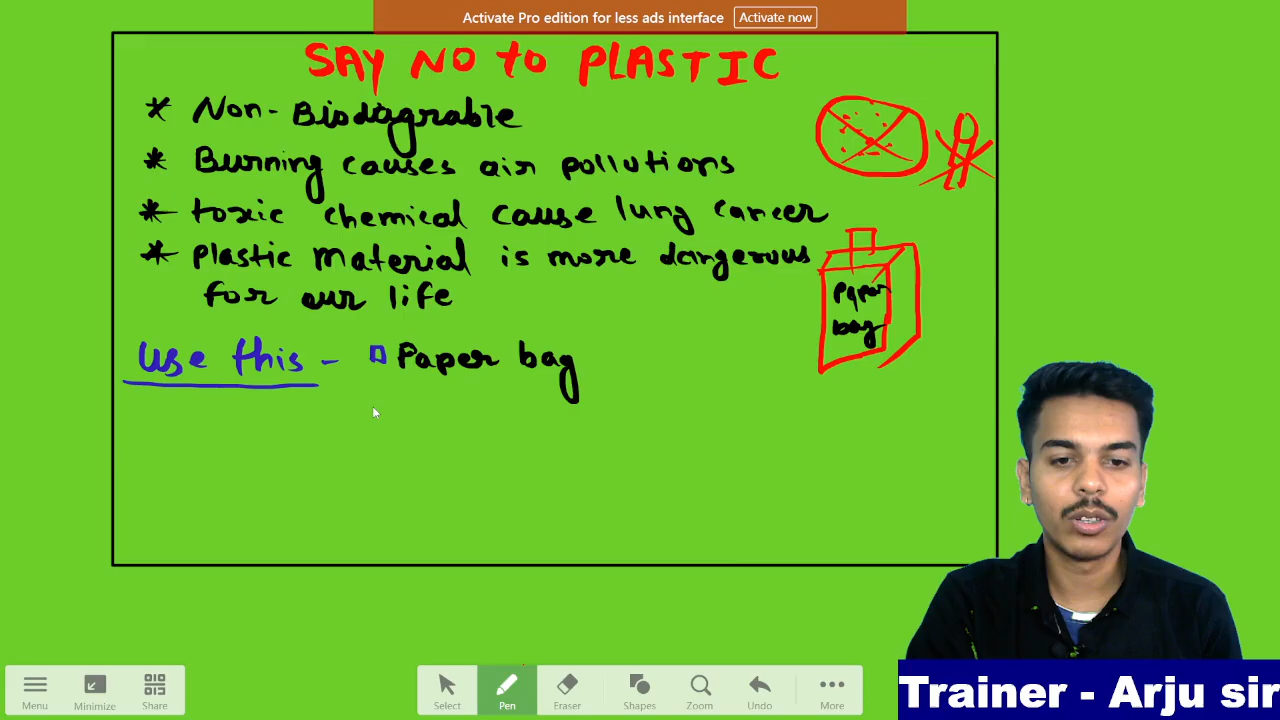 Activate Pro edition for less ads interface Activate now
SAY NO to PLASTIC
* Non-Biodagrable
* Burning causes air pollutions
* toxic chemical cause lung cancer
* plastic material is more dangerous
for our life
Paper
bag
Use this - Paper bag
Menu Minimize Share Select Pen Eraser Shapes Zoom Undo More
Trainer - Arju sir